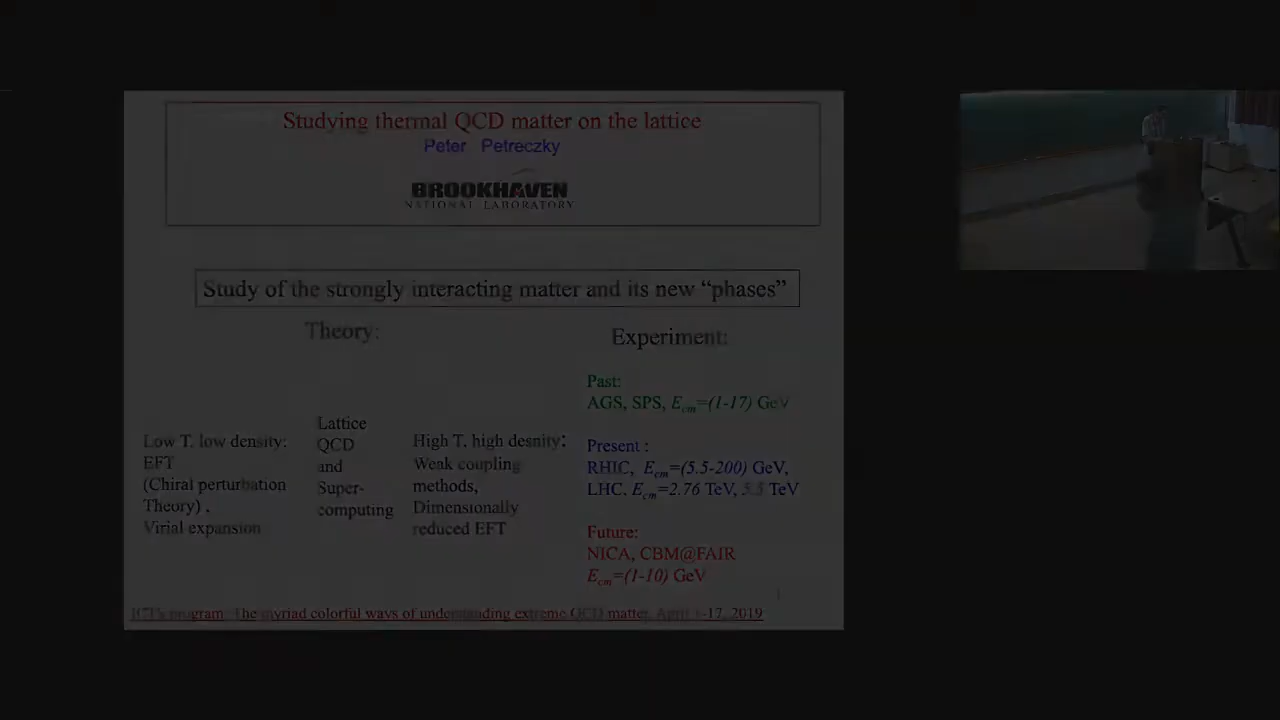 Studying thermal QCD matter on the lattice
Peter Petreczky
BROOKHAVEN
NATIONAL LABORATORY
Study of the strongly interacting matter and its new “phases”
Theory:
Experiment:
Low T, low density:
EFT
(Chiral perturbation
Theory) ,
Virial expansion
Lattice
QCD
and
Super-
computing
High T, high desnity:
Weak coupling
methods,
Dimensionally
reduced EFT
Past:
AGS, SPS, Ecm=(1-17) GeV
Present :
RHIC, Ecm=(5.5-200) GeV,
LHC, Ecm=2.76 TeV, 5.5 TeV
Future:
NICA, CBM@FAIR
Ecm=(1-10) GeV
program: The myriad colorful ways of understanding extreme QCD matter, April -17, 2019